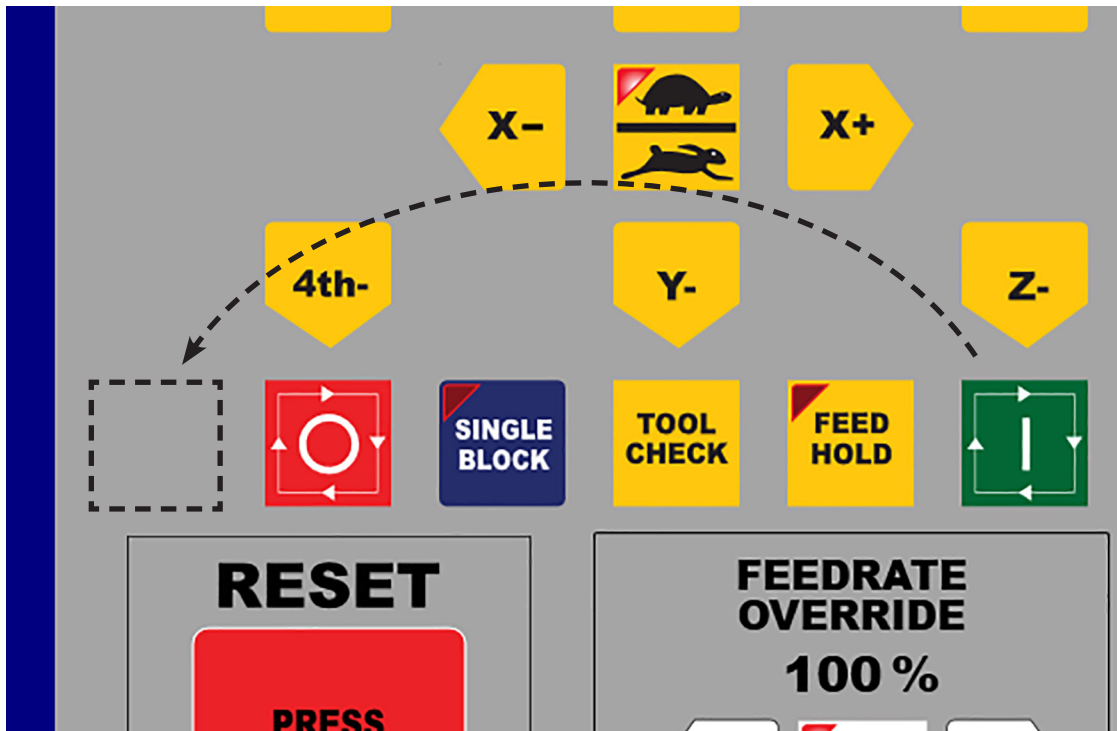 X−
X+
4th-
Y-
Z-
SINGLE
BLOCK
TOOL
CHECK
FEED
HOLD
RESET
PRESS
FEEDRATE
OVERRIDE
100 %